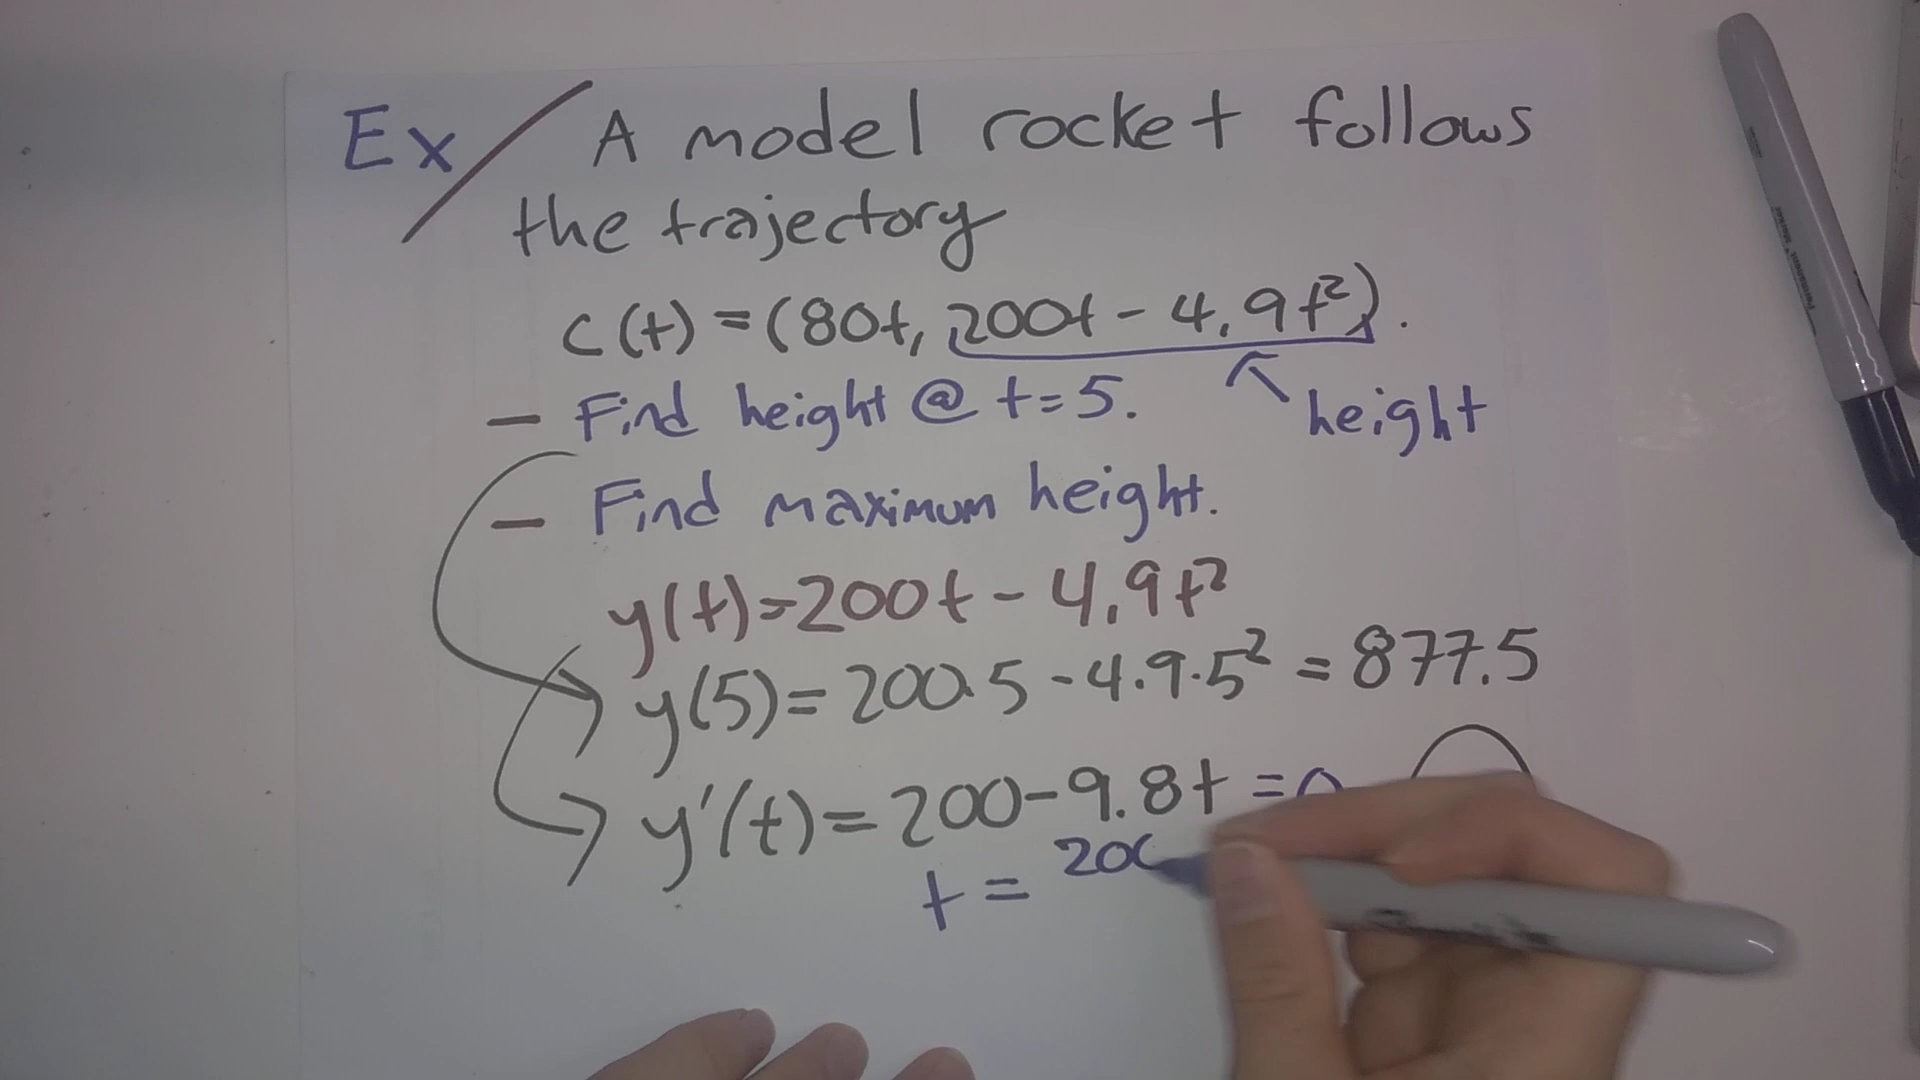 Ex/ A model rocket follows
the trajectory
c(t) = (80t, 200t - 4.9t²).
- Find height @ t=5.
height
- Find maximum height.
y(t)=200t - 4.9t²
y(5)= 200·5 - 4.9·5² = 877.5
y'(t)= 200-9.8t =0
t = 200